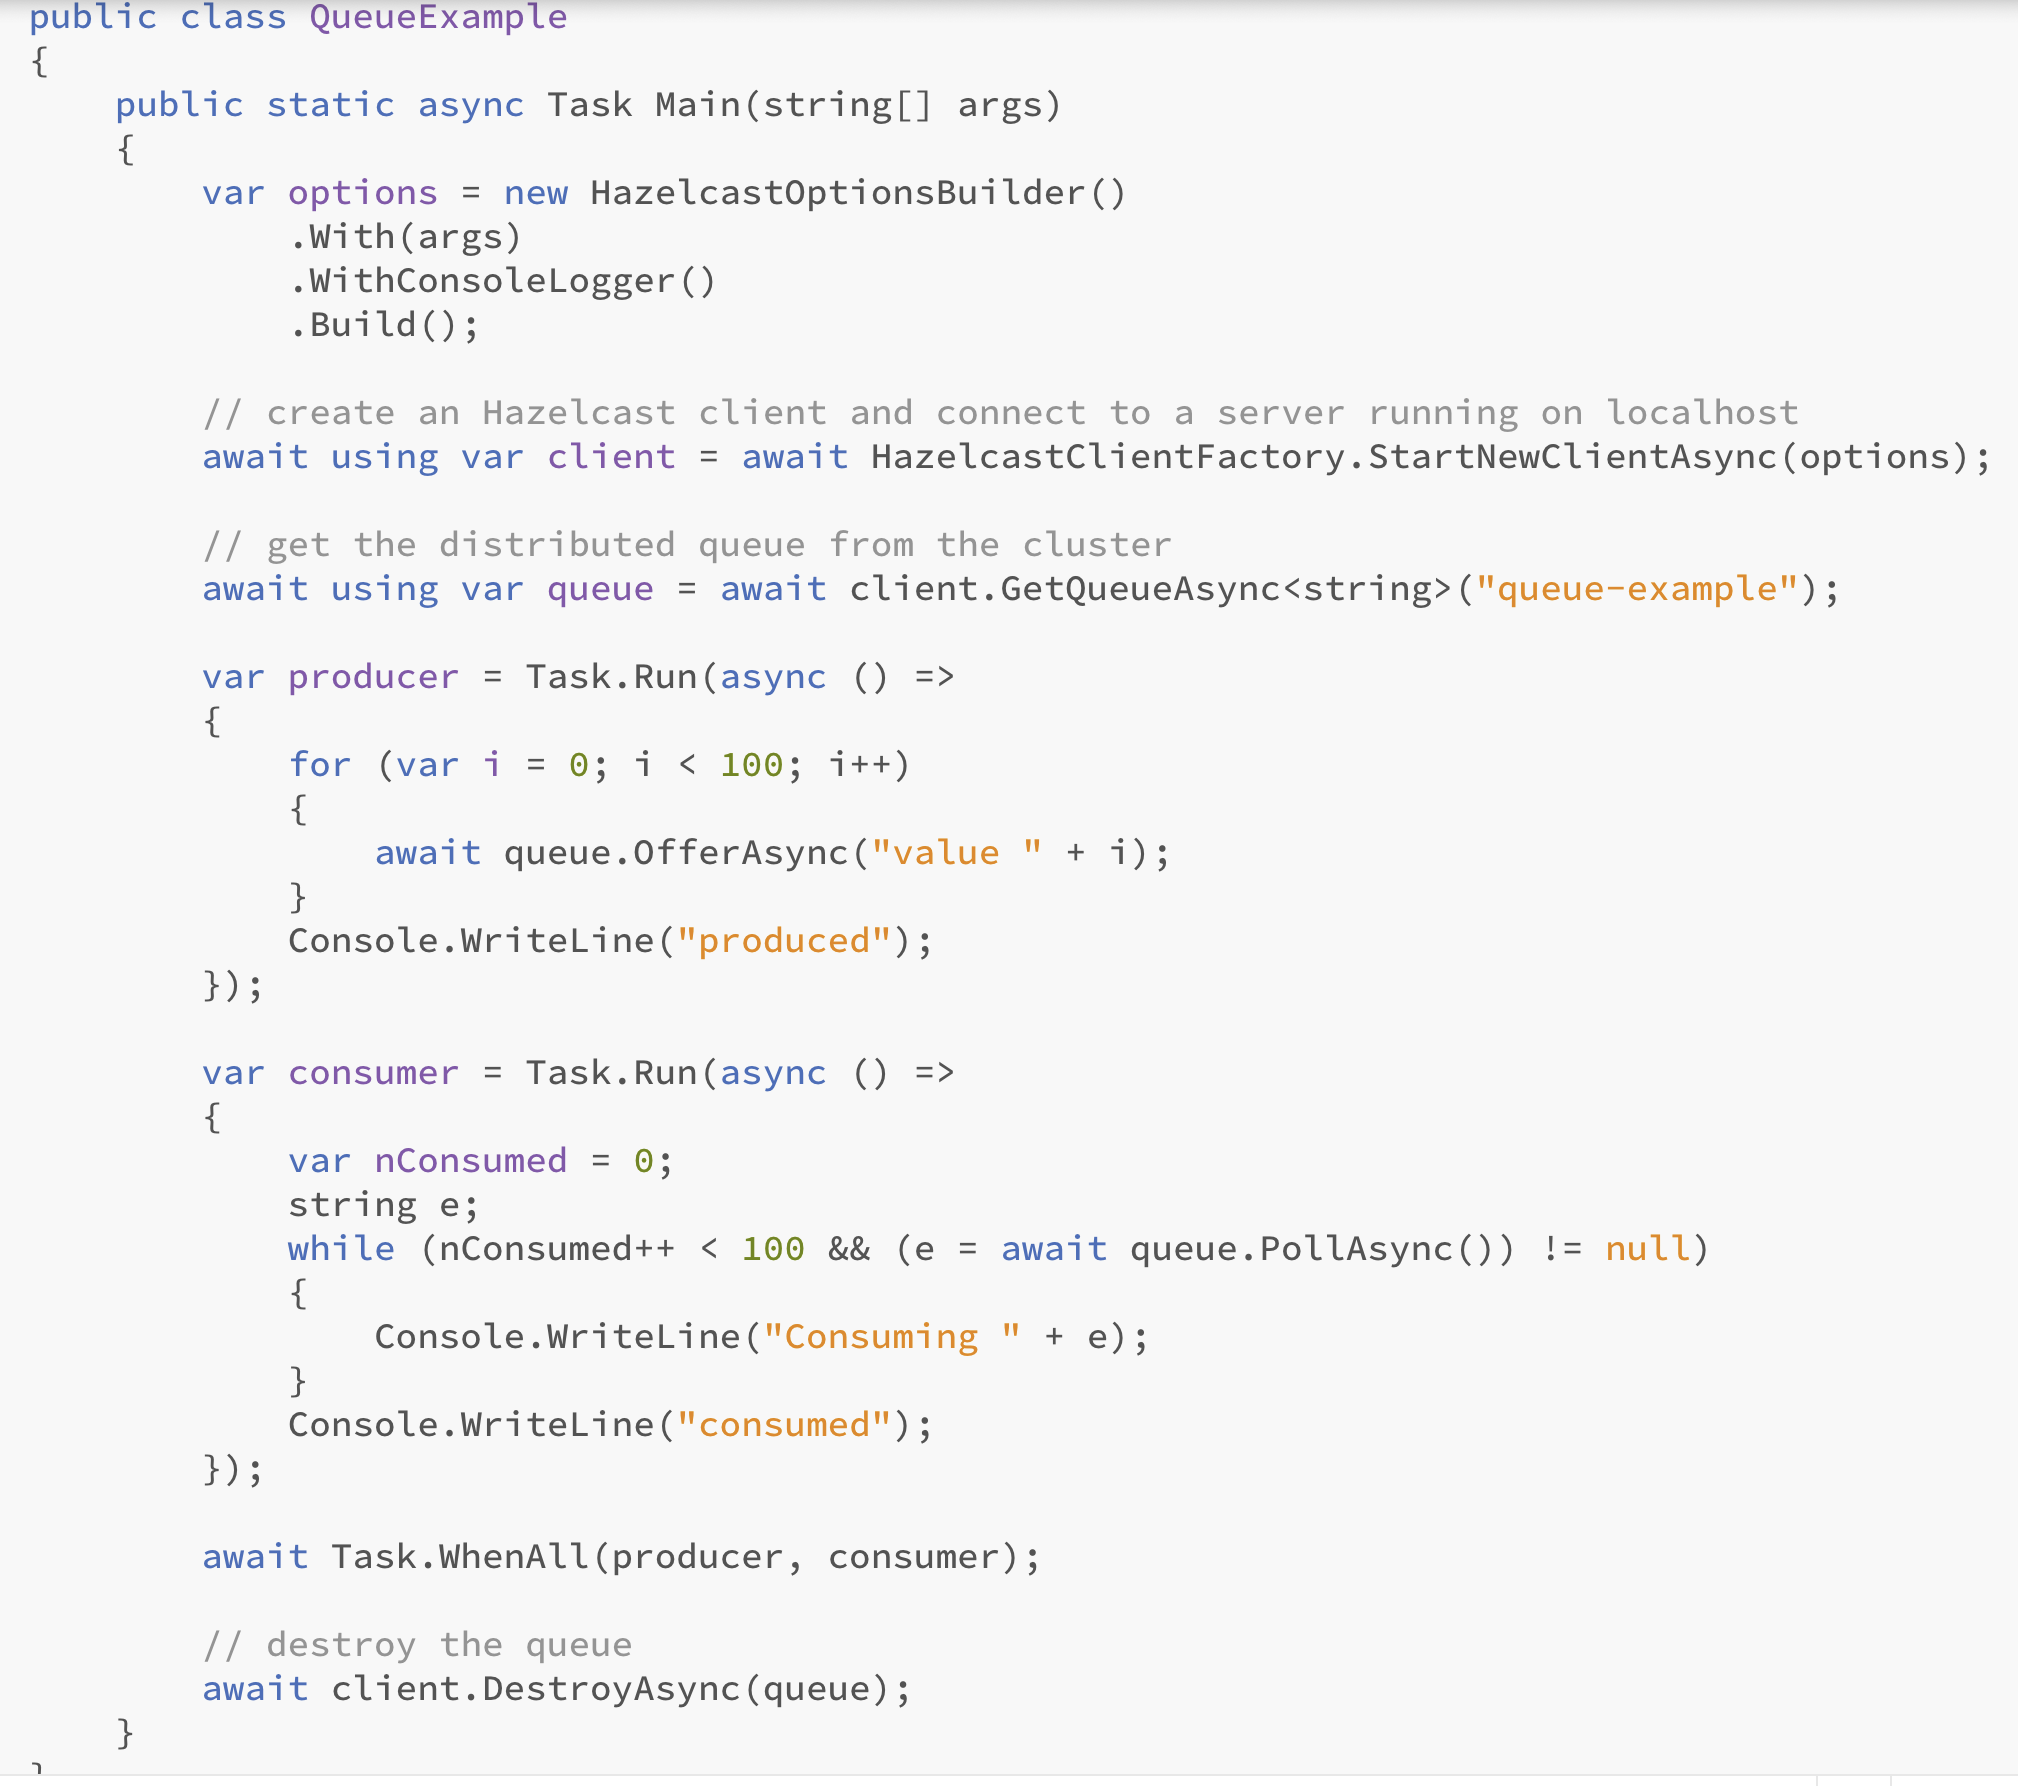 public class QueueExample
{
    public static async Task Main(string[] args)
    {
        var options = new HazelcastOptionsBuilder()
            .With(args)
            .WithConsoleLogger()
            .Build();

        // create an Hazelcast client and connect to a server running on localhost
        await using var client = await HazelcastClientFactory.StartNewClientAsync(options);

        // get the distributed queue from the cluster
        await using var queue = await client.GetQueueAsync<string>("queue-example");

        var producer = Task.Run(async () =>
        {
            for (var i = 0; i < 100; i++)
            {
                await queue.OfferAsync("value " + i);
            }
            Console.WriteLine("produced");
        });

        var consumer = Task.Run(async () =>
        {
            var nConsumed = 0;
            string e;
            while (nConsumed++ < 100 && (e = await queue.PollAsync()) != null)
            {
                Console.WriteLine("Consuming " + e);
            }
            Console.WriteLine("consumed");
        });

        await Task.WhenAll(producer, consumer);

        // destroy the queue
        await client.DestroyAsync(queue);
    }
}